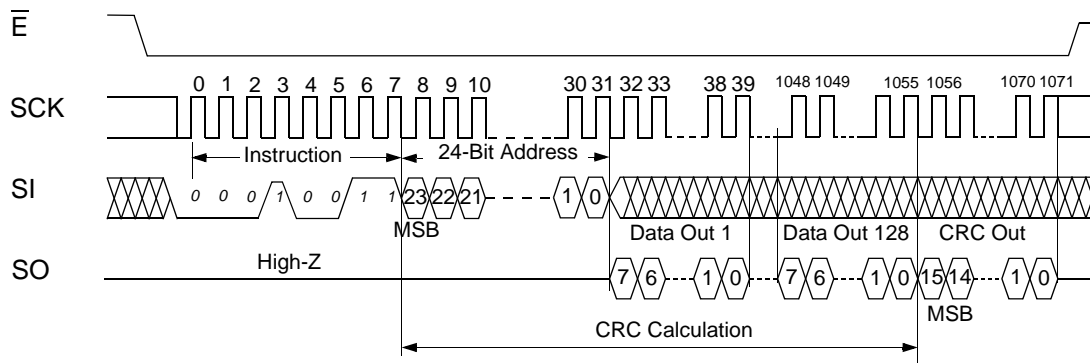 E
0 1 2 3 4 5 6 7 8 9 10 30 31 32 33 38 39 1048 1049 1055 1056 1070 1071
SCK
Instruction 24-Bit Address
SI 0 0 0 1 0 0 1 1 23 22 21 1 0
MSB Data Out 1 Data Out 128 CRC Out
High-Z
SO 7 6 1 0 7 6 1 0 15 14 1 0
MSB
CRC Calculation